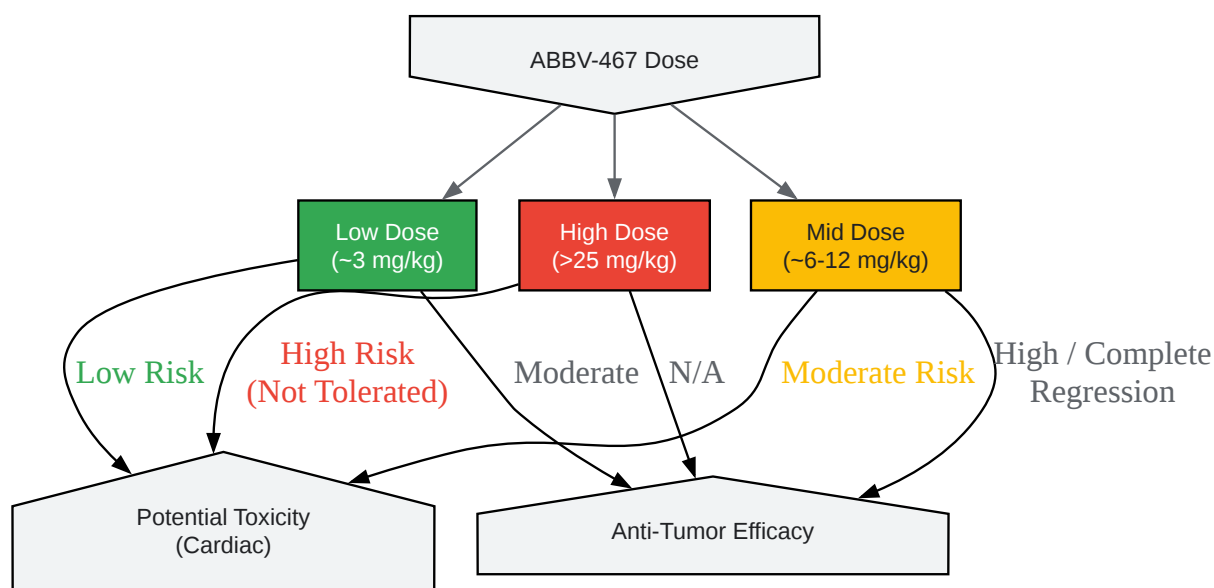 ABBV-467 Dose
Low Dose
(~3 mg/kg)
High Dose
(>25 mg/kg)
Mid Dose
(~6-12 mg/kg)
Low Risk
High Risk
(Not Tolerated)
Moderate
N/A
Moderate Risk
High / Complete
Regression
Potential Toxicity
(Cardiac)
Anti-Tumor Efficacy